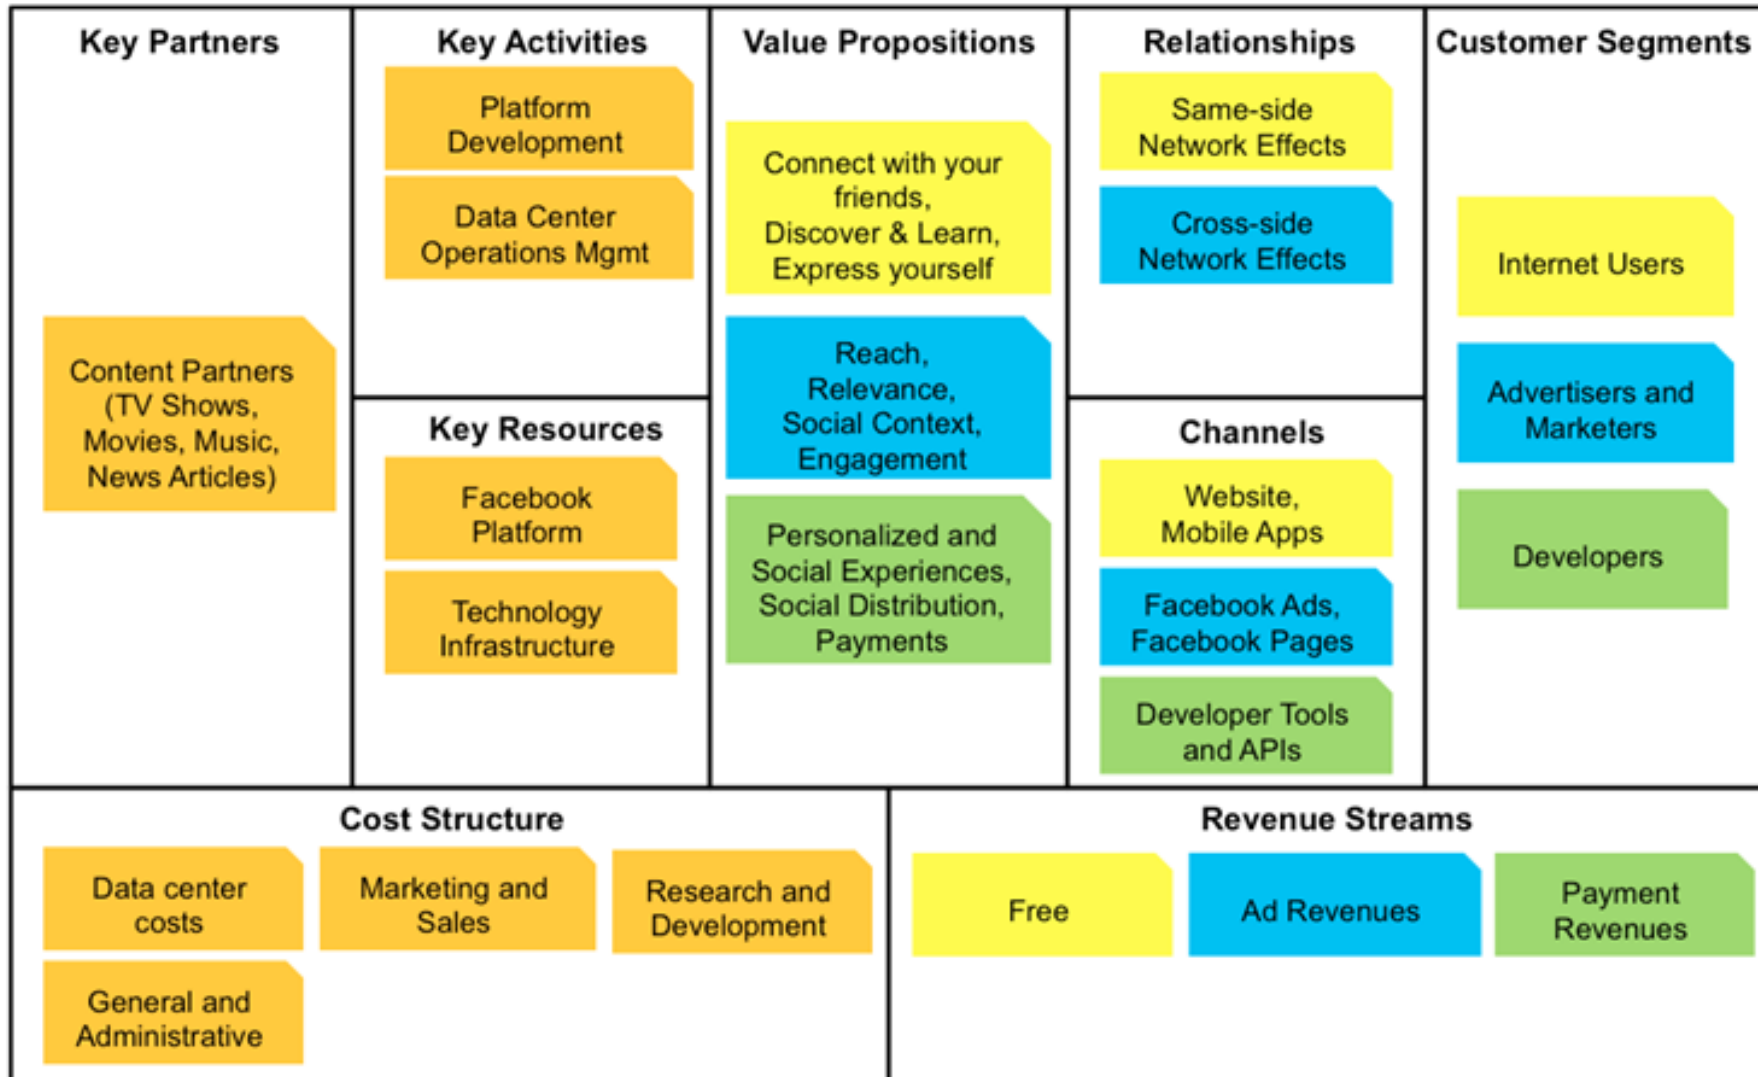 Key Partners
Content Partners
(TV Shows,
Movies, Music,
News Articles)
Key Activities
Platform
Development
Data Center
Operations Mgmt
Key Resources
Facebook
Platform
Technology
Infrastructure
Value Propositions
Connect with your
friends,
Discover & Learn,
Express yourself
Reach,
Relevance,
Social Context,
Engagement
Personalized and
Social Experiences,
Social Distribution,
Payments
Relationships
Same-side
Network Effects
Cross-side
Network Effects
Channels
Website,
Mobile Apps
Facebook Ads,
Facebook Pages
Developer Tools
and APIs
Customer Segments
Internet Users
Advertisers and
Marketers
Developers
Cost Structure
Data center
costs
Marketing and
Sales
Research and
Development
General and
Administrative
Revenue Streams
Free
Ad Revenues
Payment
Revenues